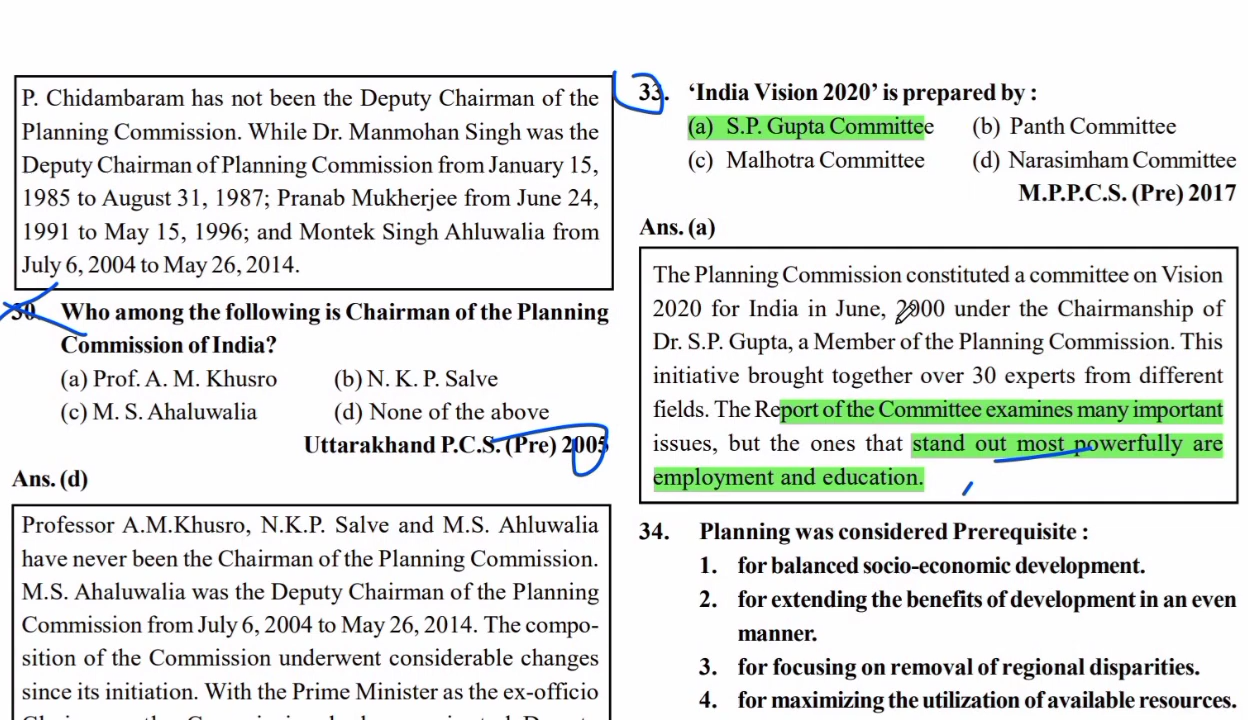 P. Chidambaram has not been the Deputy Chairman of the
Planning Commission. While Dr. Manmohan Singh was the
Deputy Chairman of Planning Commission from January 15,
1985 to August 31, 1987; Pranab Mukherjee from June 24,
1991 to May 15, 1996; and Montek Singh Ahluwalia from
July 6, 2004 to May 26, 2014.
30. Who among the following is Chairman of the Planning
Commission of India?
(a) Prof. A. M. Khusro (b) N. K. P. Salve
(c) M. S. Ahaluwalia (d) None of the above
Uttarakhand P.C.S. (Pre) 2005
Ans. (d)
Professor A.M.Khusro, N.K.P. Salve and M.S. Ahluwalia
have never been the Chairman of the Planning Commission.
M.S. Ahaluwalia was the Deputy Chairman of the Planning
Commission from July 6, 2004 to May 26, 2014. The compo-
sition of the Commission underwent considerable changes
since its initiation. With the Prime Minister as the ex-officio
33. ‘India Vision 2020’ is prepared by :
(a) S.P. Gupta Committee (b) Panth Committee
(c) Malhotra Committee (d) Narasimham Committee
M.P.P.C.S. (Pre) 2017
Ans. (a)
The Planning Commission constituted a committee on Vision
2020 for India in June, 2000 under the Chairmanship of
Dr. S.P. Gupta, a Member of the Planning Commission. This
initiative brought together over 30 experts from different
fields. The Report of the Committee examines many important
issues, but the ones that stand out most powerfully are
employment and education.
34. Planning was considered Prerequisite :
1. for balanced socio-economic development.
2. for extending the benefits of development in an even
manner.
3. for focusing on removal of regional disparities.
4. for maximizing the utilization of available resources.